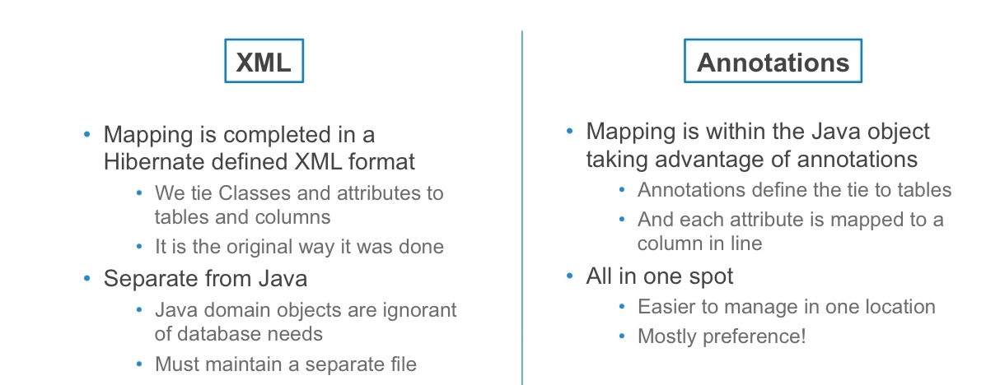 XML
• Mapping is completed in a
Hibernate defined XML format
• We tie Classes and attributes to
tables and columns
• It is the original way it was done
• Separate from Java
• Java domain objects are ignorant
of database needs
• Must maintain a separate file
Annotations
• Mapping is within the Java object
taking advantage of annotations
• Annotations define the tie to tables
• And each attribute is mapped to a
column in line
• All in one spot
• Easier to manage in one location
• Mostly preference!